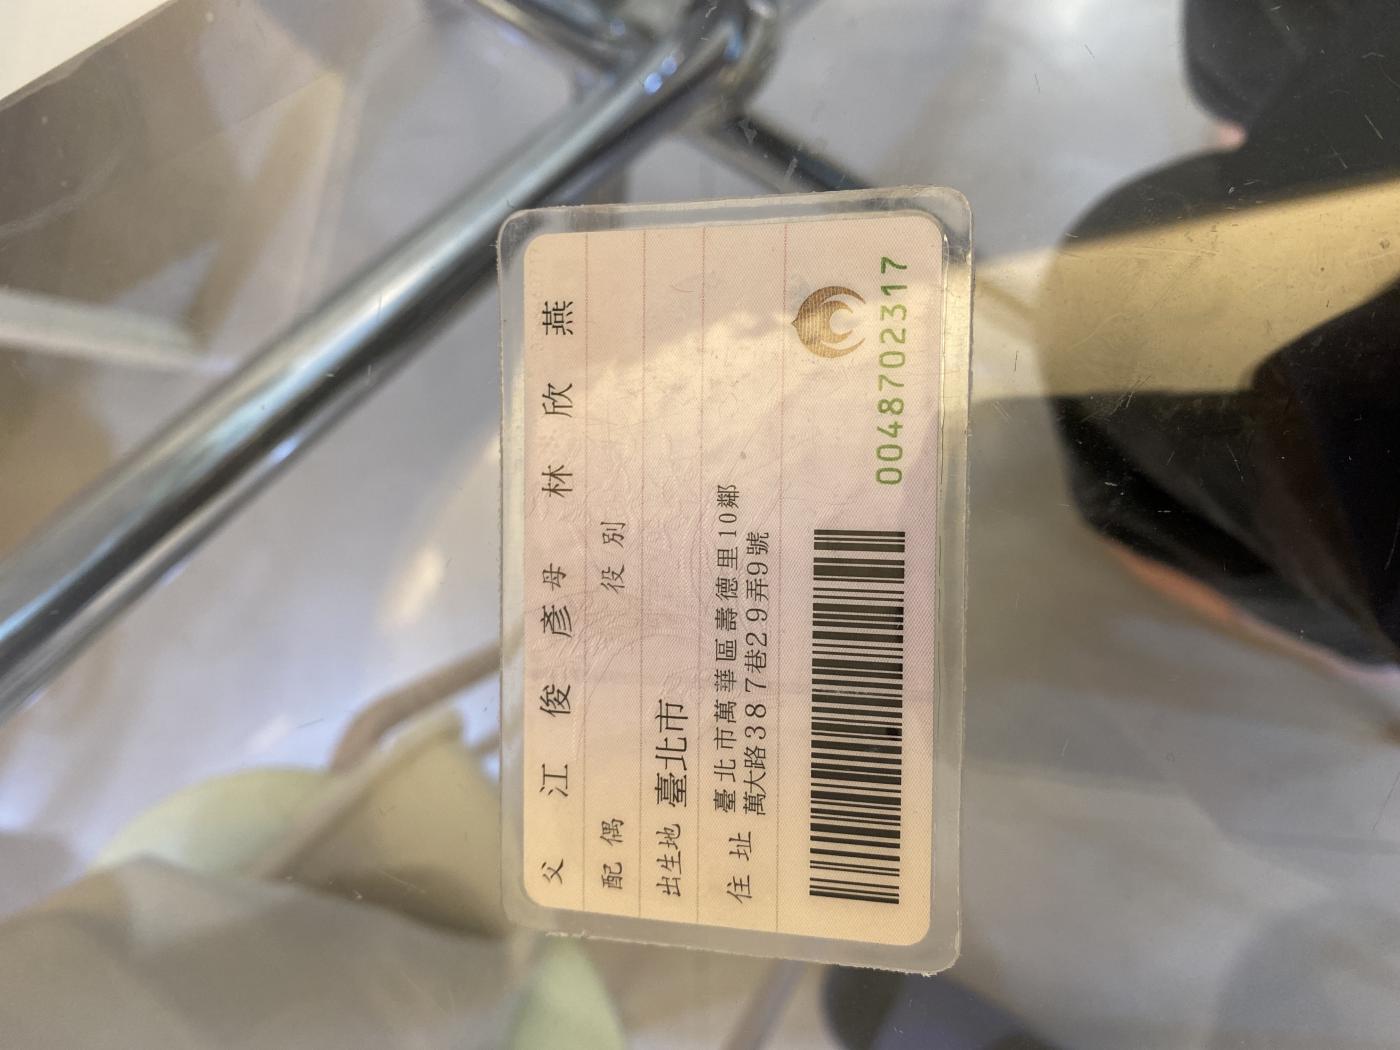 父 江俊彥 母 林欣燕
配偶 役別
出生地 臺北市
住址 臺北市萬華區壽德里10鄰
萬大路387巷29弄9號
0048702317